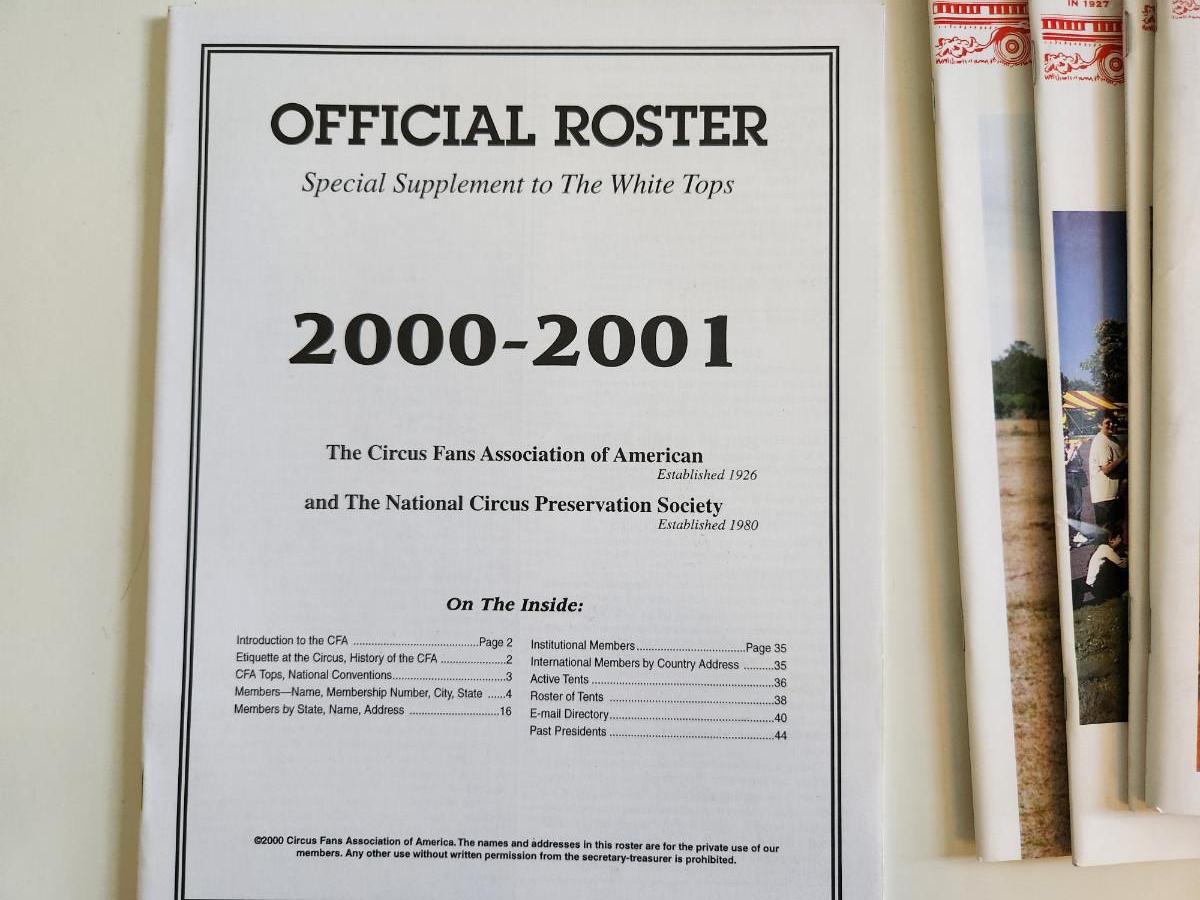 OFFICIAL ROSTER
Special Supplement to The White Tops
2000-2001
The Circus Fans Association of American
Established 1926
and The National Circus Preservation Society
Established 1980
On The Inside:
Introduction to the CFA ....................................Page 2
Etiquette at the Circus, History of the CFA ...................2
CFA Tops, National Conventions.................................3
Members—Name, Membership Number, City, State ......4
Members by State, Name, Address ............................16
Institutional Members................................Page 35
International Members by Country Address .........35
Active Tents ......................................................36
Roster of Tents ................................................38
E-mail Directory................................................40
Past Presidents ................................................44
©2000 Circus Fans Association of America. The names and addresses in this roster are for the private use of our
members. Any other use without written permission from the secretary-treasurer is prohibited.
IN 1927